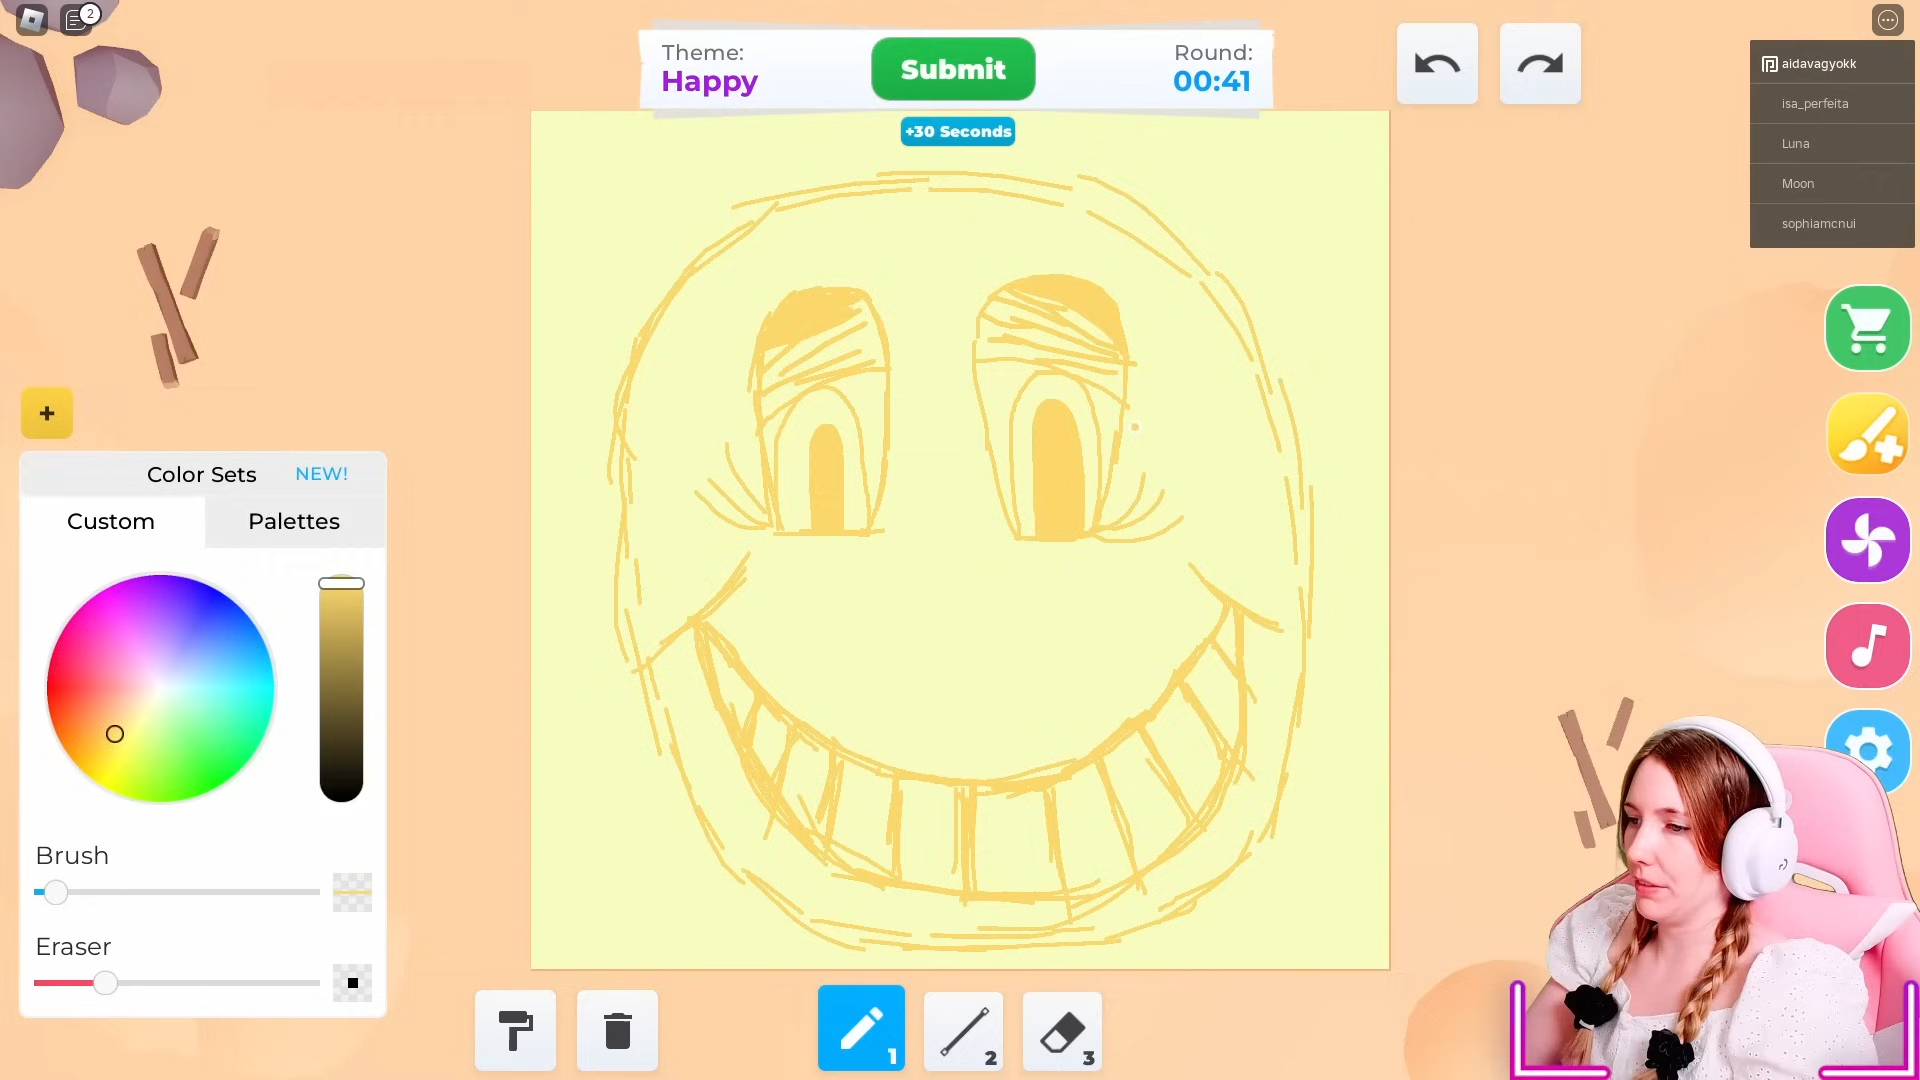 2
Theme:
Happy
Submit
Round:
00:41
+30 Seconds
aidavagyokk
isa_perfeita
Luna
Moon
sophiamcnui
+
Color Sets
NEW!
Custom
Palettes
Brush
Eraser
1
2
3